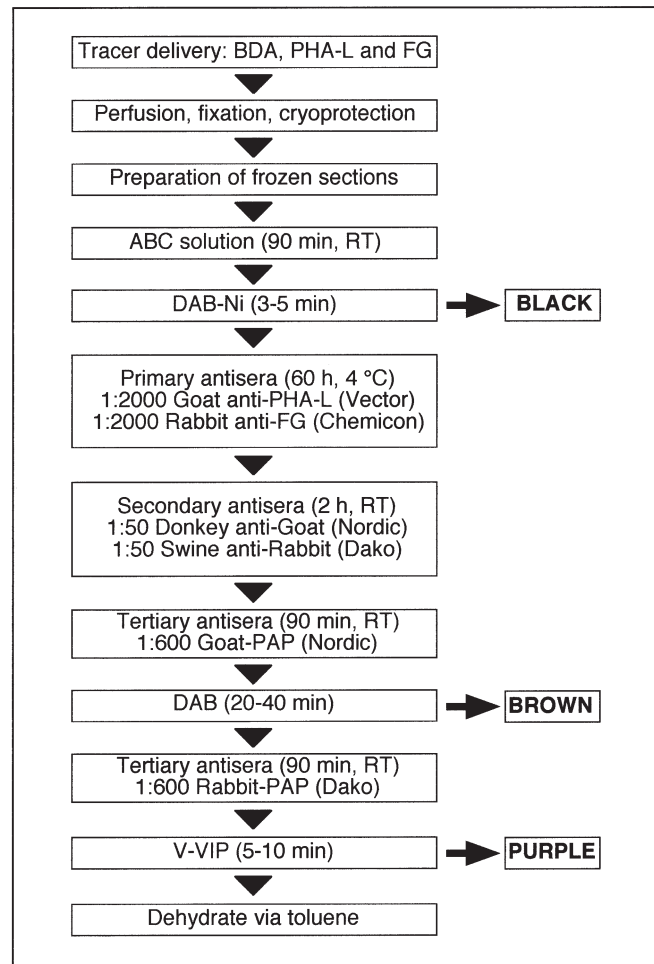 Tracer delivery: BDA, PHA-L and FG
Perfusion, fixation, cryoprotection
Preparation of frozen sections
ABC solution (90 min, RT)
DAB-Ni (3-5 min)
BLACK
Primary antisera (60 h, 4 °C)
1:2000 Goat anti-PHA-L (Vector)
1:2000 Rabbit anti-FG (Chemicon)
Secondary antisera (2 h, RT)
1:50 Donkey anti-Goat (Nordic)
1:50 Swine anti-Rabbit (Dako)
Tertiary antisera (90 min, RT)
1:600 Goat-PAP (Nordic)
DAB (20-40 min)
BROWN
Tertiary antisera (90 min, RT)
1:600 Rabbit-PAP (Dako)
V-VIP (5-10 min)
PURPLE
Dehydrate via toluene